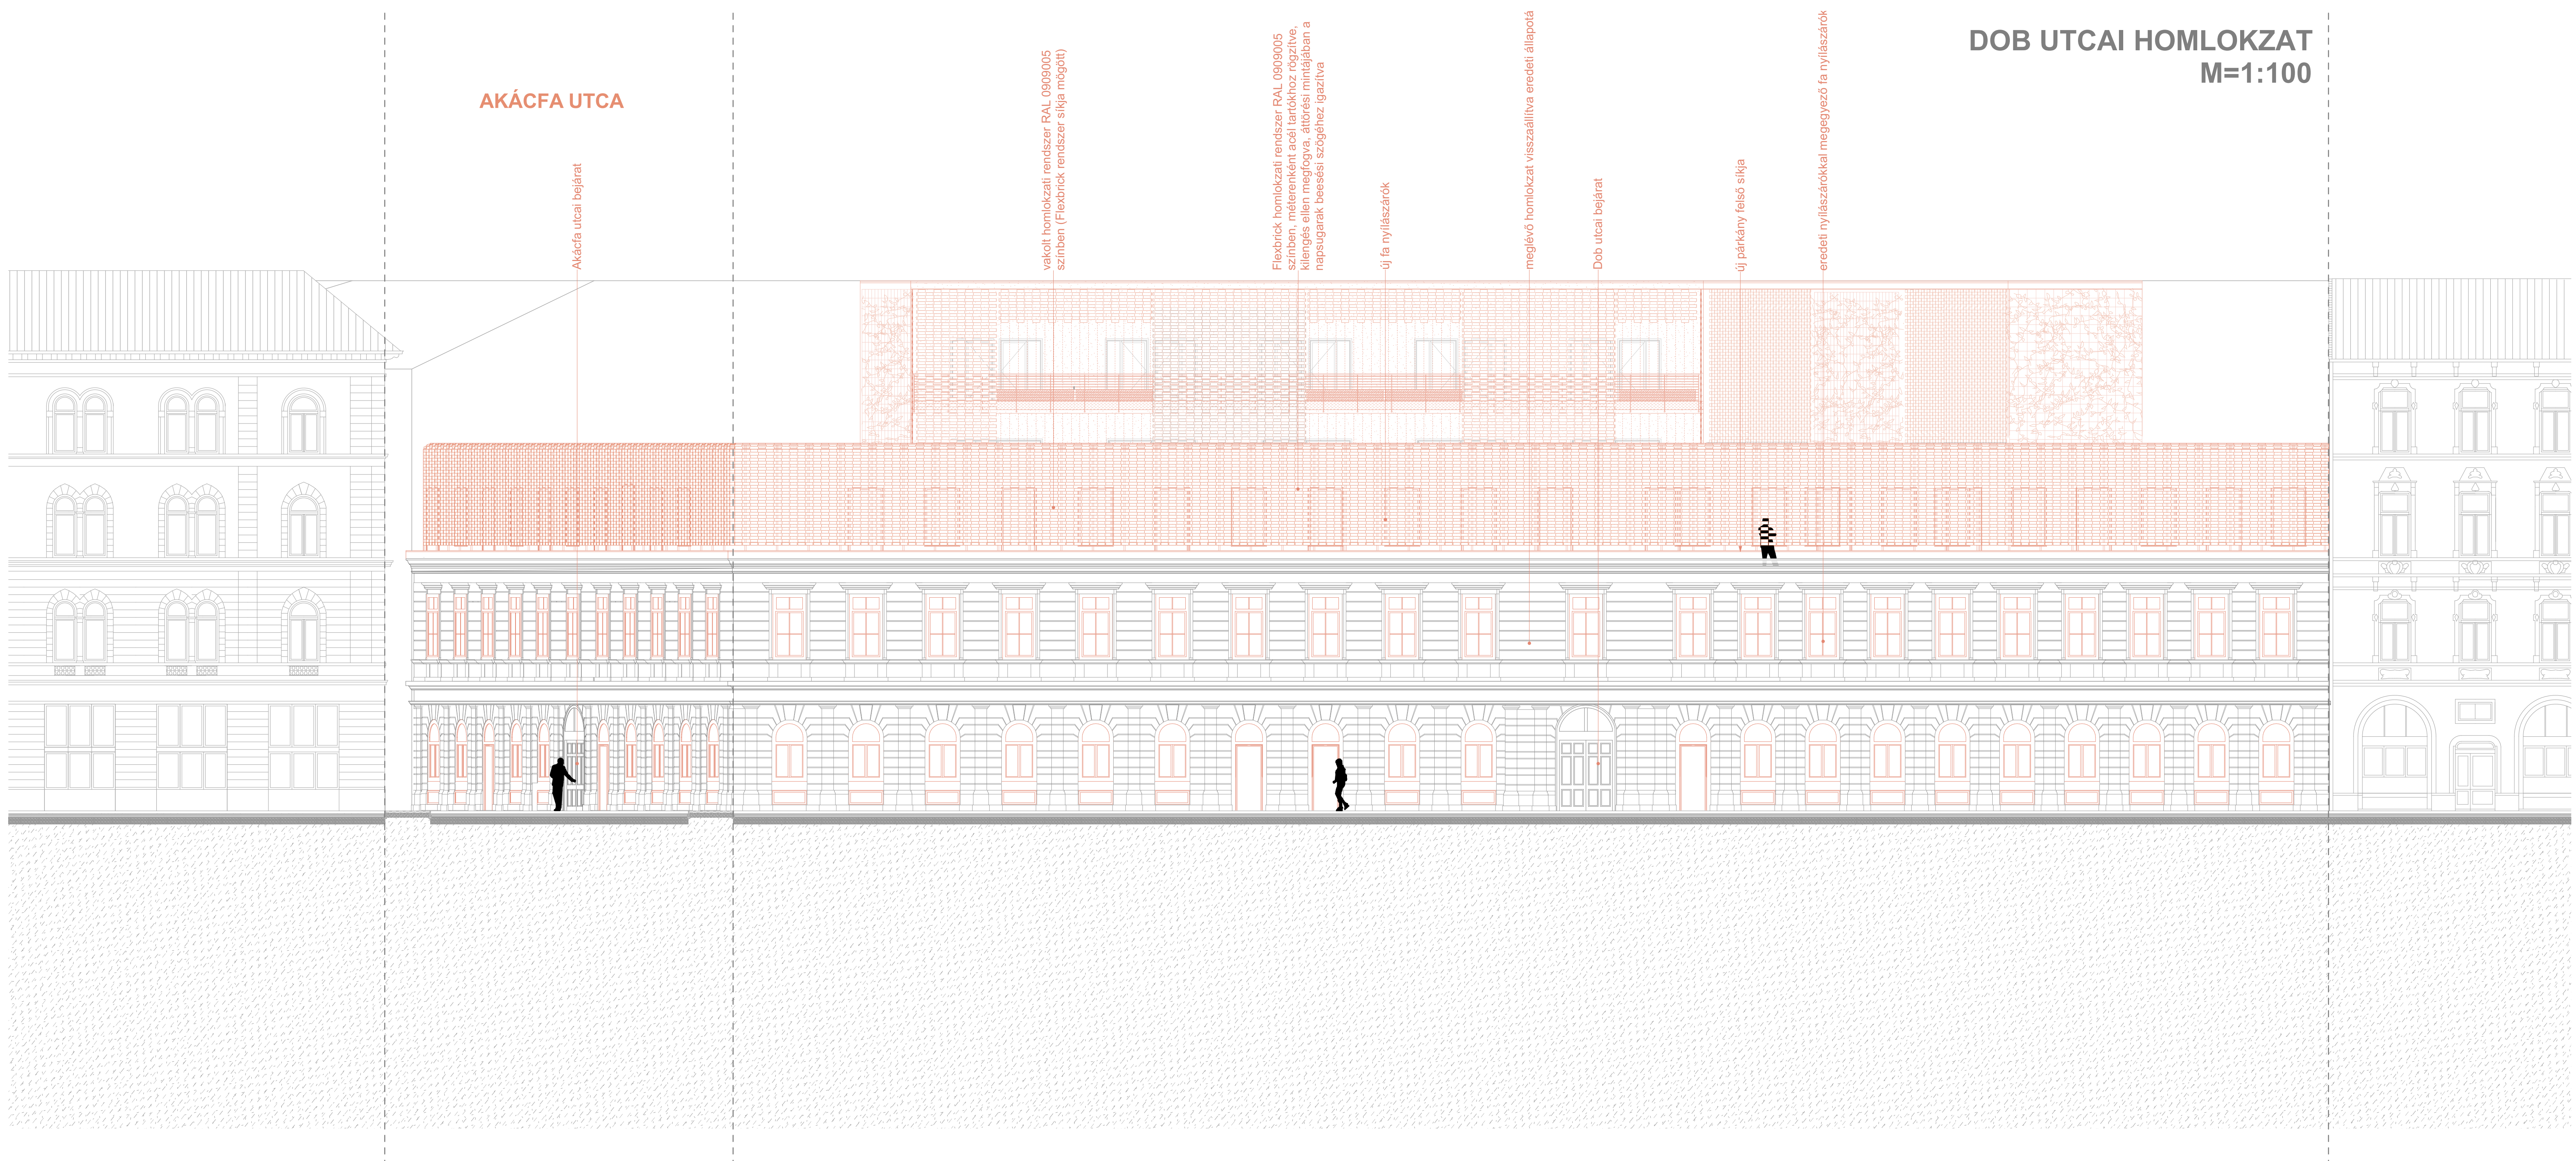 DOB UTCAI HOMLOKZAT
M=1:100
AKÁCFA UTCA
Akácfa utcai bejárat
vakolt homlokzati rendszer RAL 0909005
színben (Flexbrick rendszer síkja mögött)
Flexbrick homlokzati rendszer RAL 0909005
színben, méterenként acél tartókhoz rögzítve,
kilengés ellen megfogva, áttörési mintájában a
napsugarak beesési szögéhez igazítva
új fa nyílászárók
meglévő homlokzat visszaállítva eredeti állapotá
Dob utcai bejárat
új párkány felső síkja
eredeti nyílászárókkal megegyező fa nyílászárók